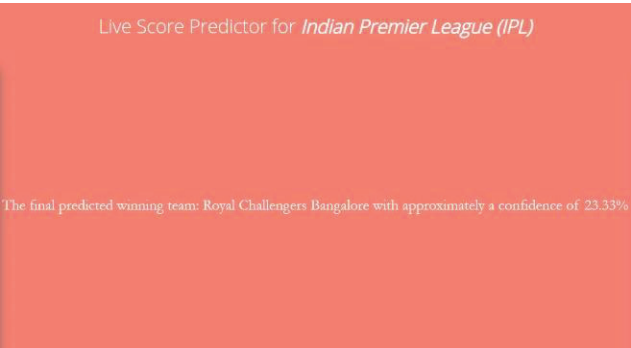 Live Score Predictor for Indian Premier League (IPL)
The final predicted winning team: Royal Challengers Bangalore with approximately a confidence of 23.33%